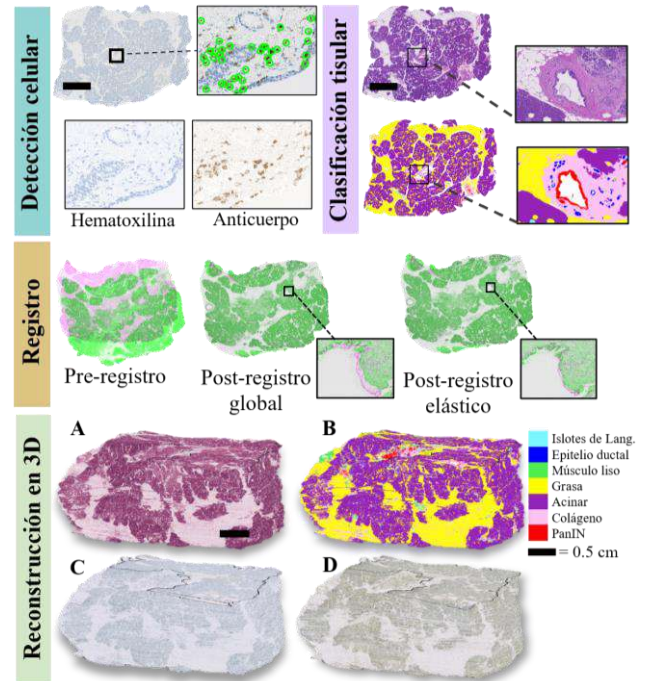 Detección celular
Hematoxilina
Anticuerpo
Clasificación tisular
Registro
Pre-registro
Post-registro
global
Post-registro
elástico
Reconstrucción en 3D
A
B
C
D
Islotes de Lang.
Epitelio ductal
Músculo liso
Grasa
Acinar
Colágeno
PanIN
= 0.5 cm